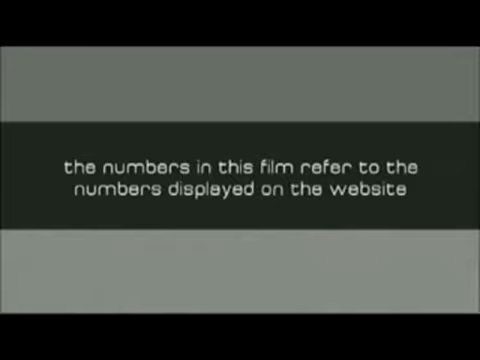 the numbers in this film refer to the
numbers displayed on the website